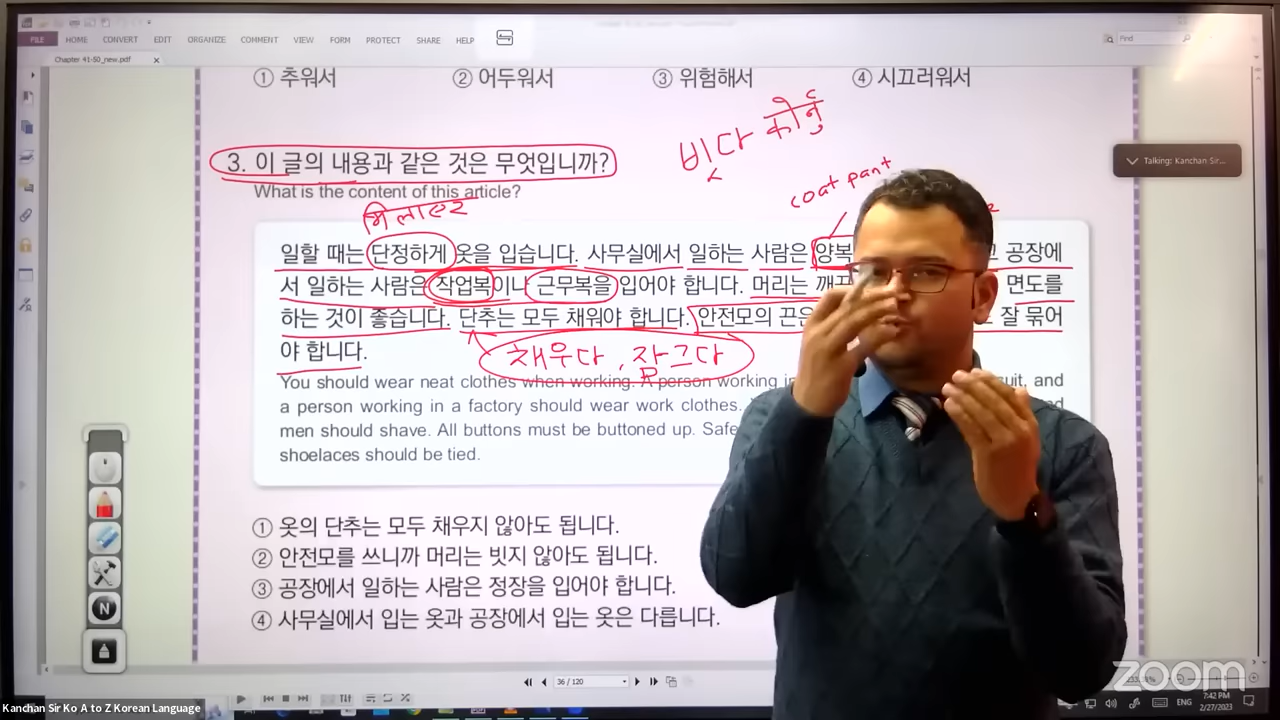 FILE HOME CONVERT EDIT ORGANIZE COMMENT VIEW FORM PROTECT SHARE HELP
Find
Chapter 41-50_new.pdf
① 추워서 ② 어두워서 ③ 위험해서 ④ 시끄러워서
비다 कोर्नु
3. 이 글의 내용과 같은 것은 무엇입니까?
What is the content of this article?
Talking: Kanchan Sir...
coat pant
मिलाएर
일할 때는 단정하게 옷을 입습니다. 사무실에서 일하는 사람은 양복 공장에
서 일하는 사람은 작업복이나 근무복을 입어야 합니다. 머리는 면도를
하는 것이 좋습니다. 단추는 모두 채워야 합니다. 안전모의 끈은 잘 묶어
야 합니다.
채우다, 잠그다
You should wear neat clothes when working. A person working in suit, and
a person working in a factory should wear work clothes.
men should shave. All buttons must be buttoned up.
shoelaces should be tied.
① 옷의 단추는 모두 채우지 않아도 됩니다.
② 안전모를 쓰니까 머리는 빗지 않아도 됩니다.
③ 공장에서 일하는 사람은 정장을 입어야 합니다.
④ 사무실에서 입는 옷과 공장에서 입는 옷은 다릅니다.
N
36 / 120
zoom
7:42 PM
2/27/2023
Kanchan Sir Ko A to Z Korean Language